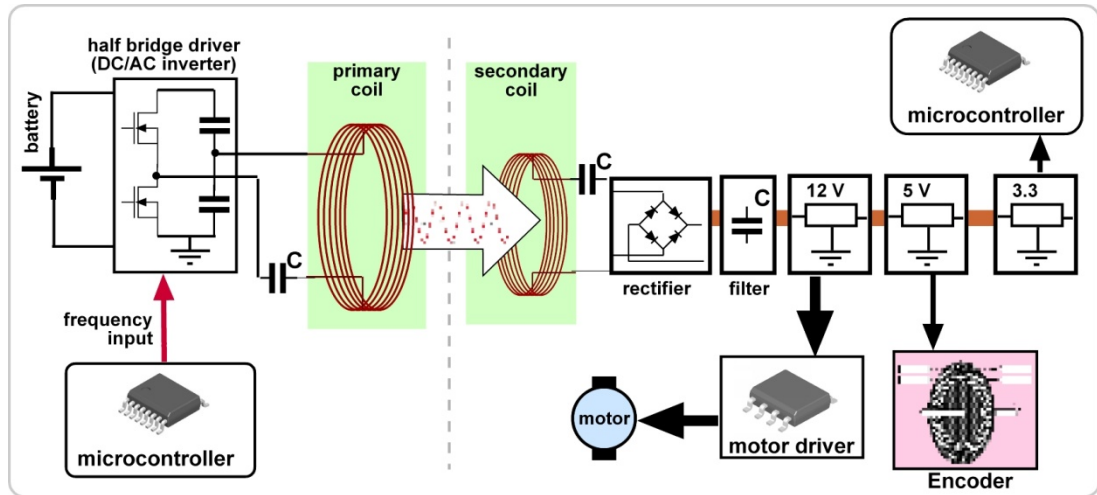 half bridge driver
(DC/AC inverter)
battery
primary
coil
secondary
coil
C
C
microcontroller
12 V
5 V
3.3
C
rectifier
filter
frequency
input
microcontroller
motor
motor driver
Encoder